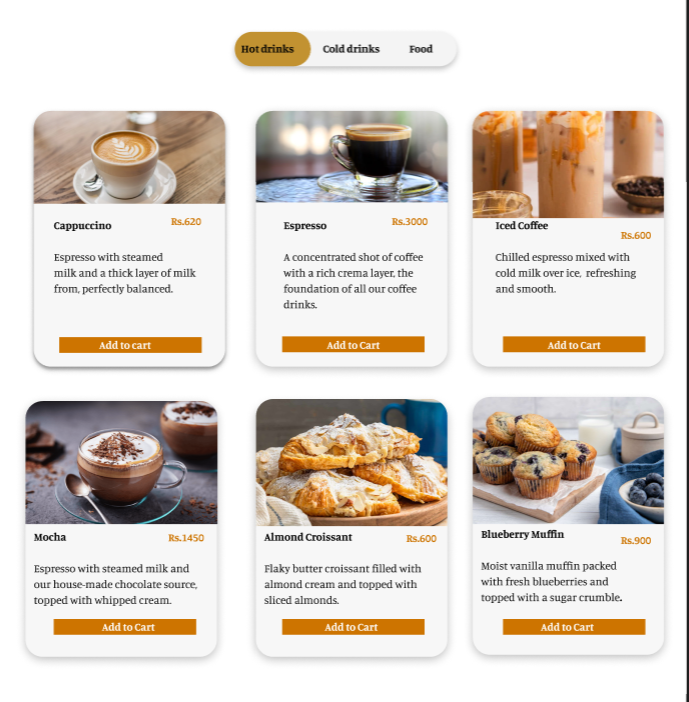 Hot drinks
Cold drinks
Food
Cappuccino
Rs.620
Espresso with steamed
milk and a thick layer of milk
from, perfectly balanced.
Add to cart
Espresso
Rs.3000
A concentrated shot of coffee
with a rich crema layer, the
foundation of all our coffee
drinks.
Add to Cart
Iced Coffee
Rs.600
Chilled espresso mixed with
cold milk over ice,  refreshing
and smooth.
Add to Cart
Mocha
Rs.1450
Espresso with steamed milk and
our house-made chocolate source,
topped with whipped cream.
Add to Cart
Almond Croissant
Rs.600
Flaky butter croissant filled with
almond cream and topped with
sliced almonds.
Add to Cart
Blueberry Muffin
Rs.900
Moist vanilla muffin packed
with fresh blueberries and
topped with a sugar crumble.
Add to Cart